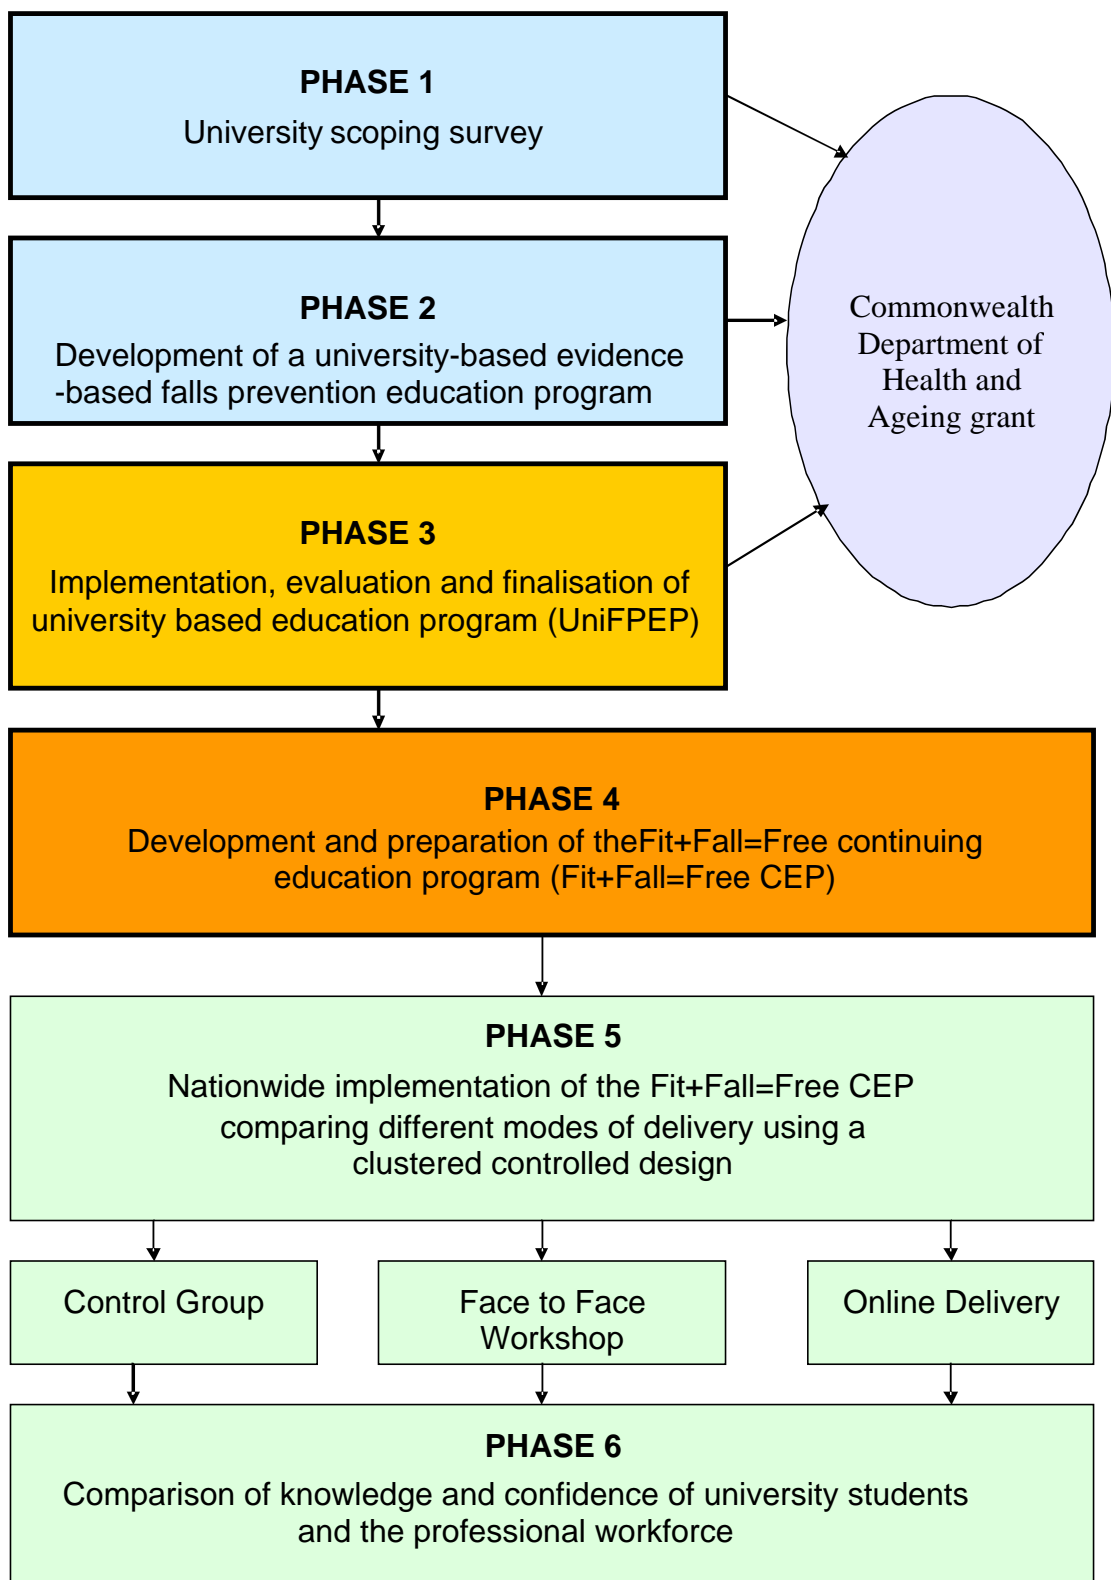 PHASE 1
University scoping survey
PHASE 2
Development of a university-based evidence
-based falls prevention education program
Commonwealth
Department of
Health and
Ageing grant
PHASE 3
Implementation, evaluation and finalisation of
university based education program (UniFPEP)
PHASE 4
Development and preparation of theFit+Fall=Free continuing
education program (Fit+Fall=Free CEP)
PHASE 5
Nationwide implementation of the Fit+Fall=Free CEP
comparing different modes of delivery using a
clustered controlled design
Control Group
Face to Face
Workshop
Online Delivery
PHASE 6
Comparison of knowledge and confidence of university students
and the professional workforce